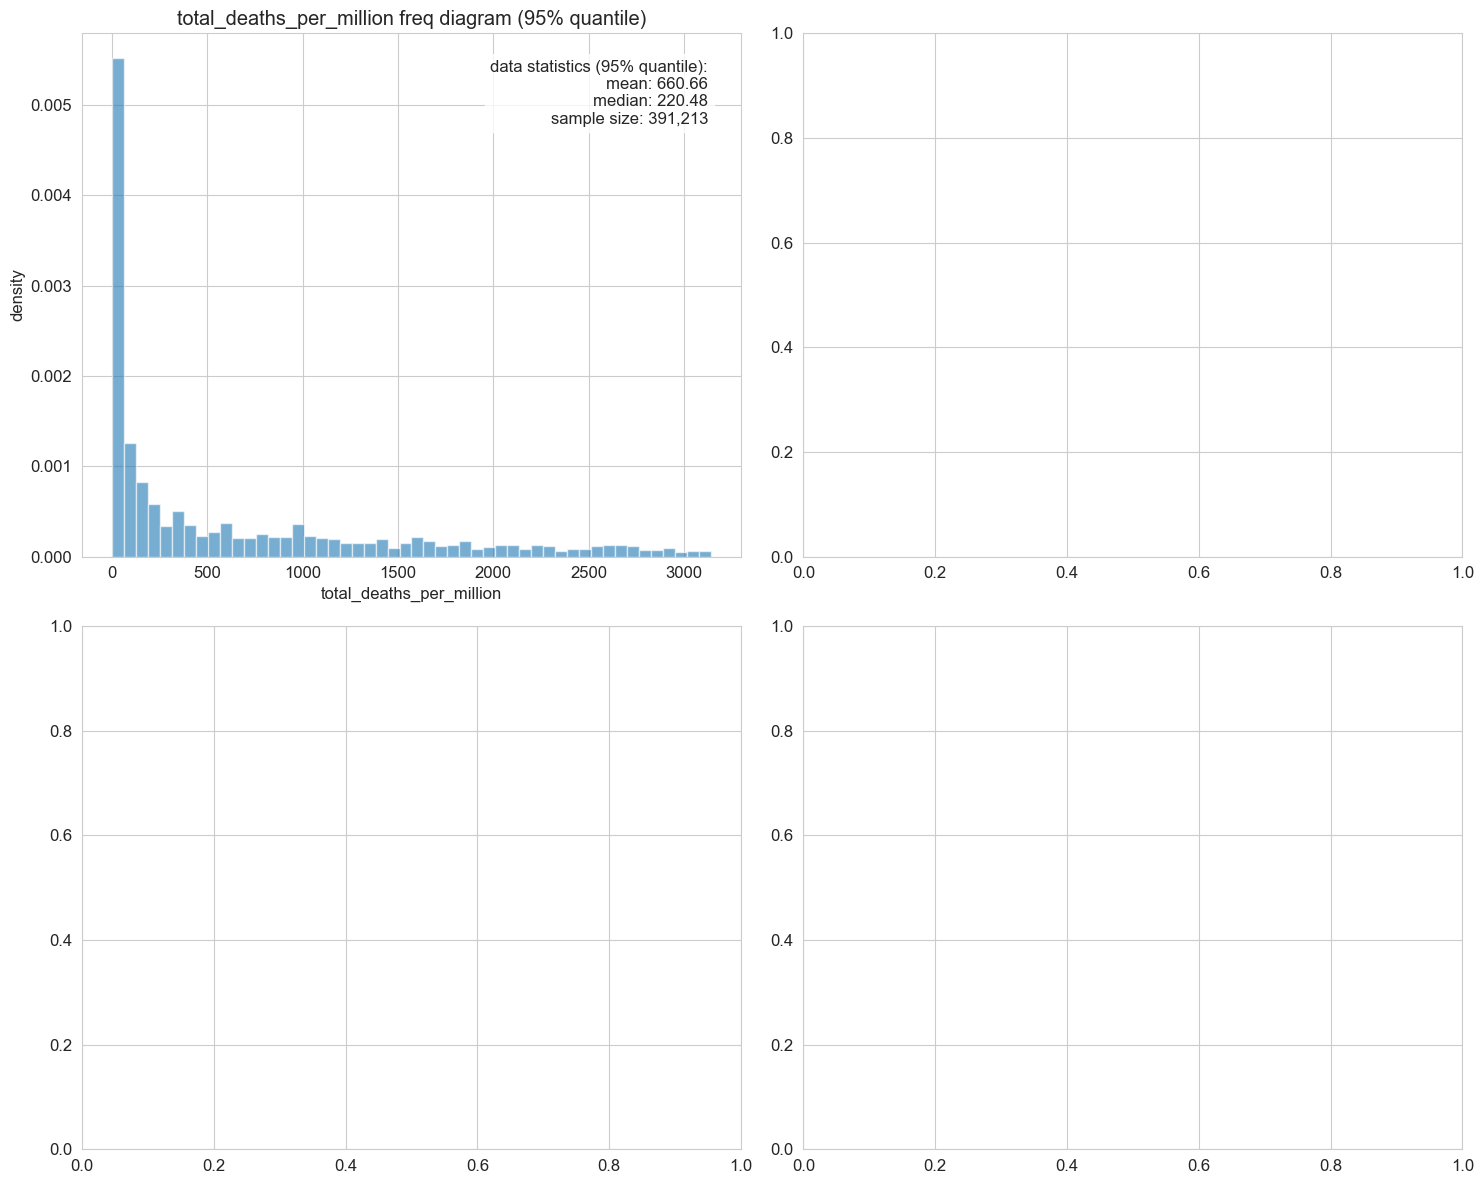 total_deaths_per_million freq diagram (95% quantile)
data statistics (95% quantile):
mean: 660.66
median: 220.48
sample size: 391,213
density
0.005
0.004
0.003
0.002
0.001
0.000
0 500 1000 1500 2000 2500 3000
total_deaths_per_million
1.0
0.8
0.6
0.4
0.2
0.0
0.0 0.2 0.4 0.6 0.8 1.0
1.0
0.8
0.6
0.4
0.2
0.0
0.0 0.2 0.4 0.6 0.8 1.0
1.0
0.8
0.6
0.4
0.2
0.0
0.0 0.2 0.4 0.6 0.8 1.0